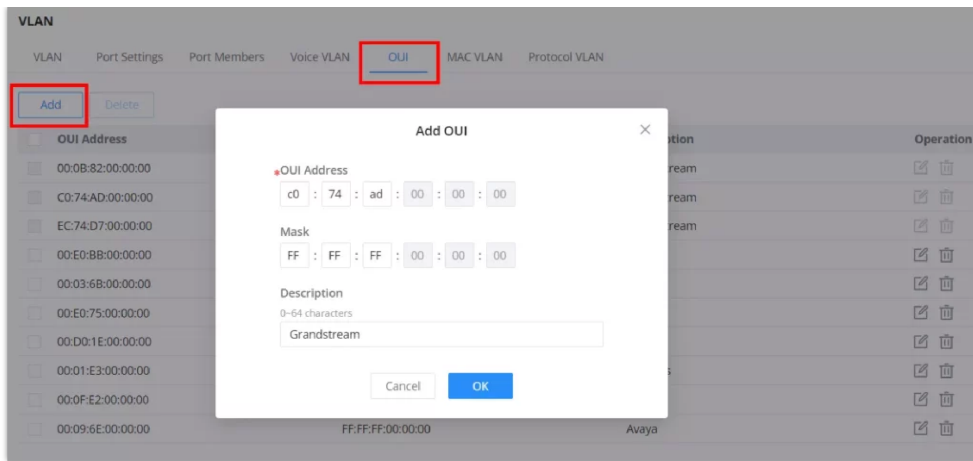 VLAN
VLAN Port Settings Port Members Voice VLAN OUI MAC VLAN Protocol VLAN
Add Delete
Add OUI
OUI Address ption Operation
OUI Address
00:0B:82:00:00:00 ream
c0 : 74 : ad : 00 : 00 : 00
C0:74:AD:00:00:00 ream
EC:74:D7:00:00:00 ream
Mask
00:E0:BB:00:00:00
FF : FF : FF : 00 : 00 : 00
00:03:6B:00:00:00
Description
0~64 characters
00:E0:75:00:00:00
Grandstream
00:D0:1E:00:00:00
00:01:E3:00:00:00 s
Cancel OK
00:0F:E2:00:00:00
00:09:6E:00:00:00 FF:FF:FF:00:00:00 Avaya